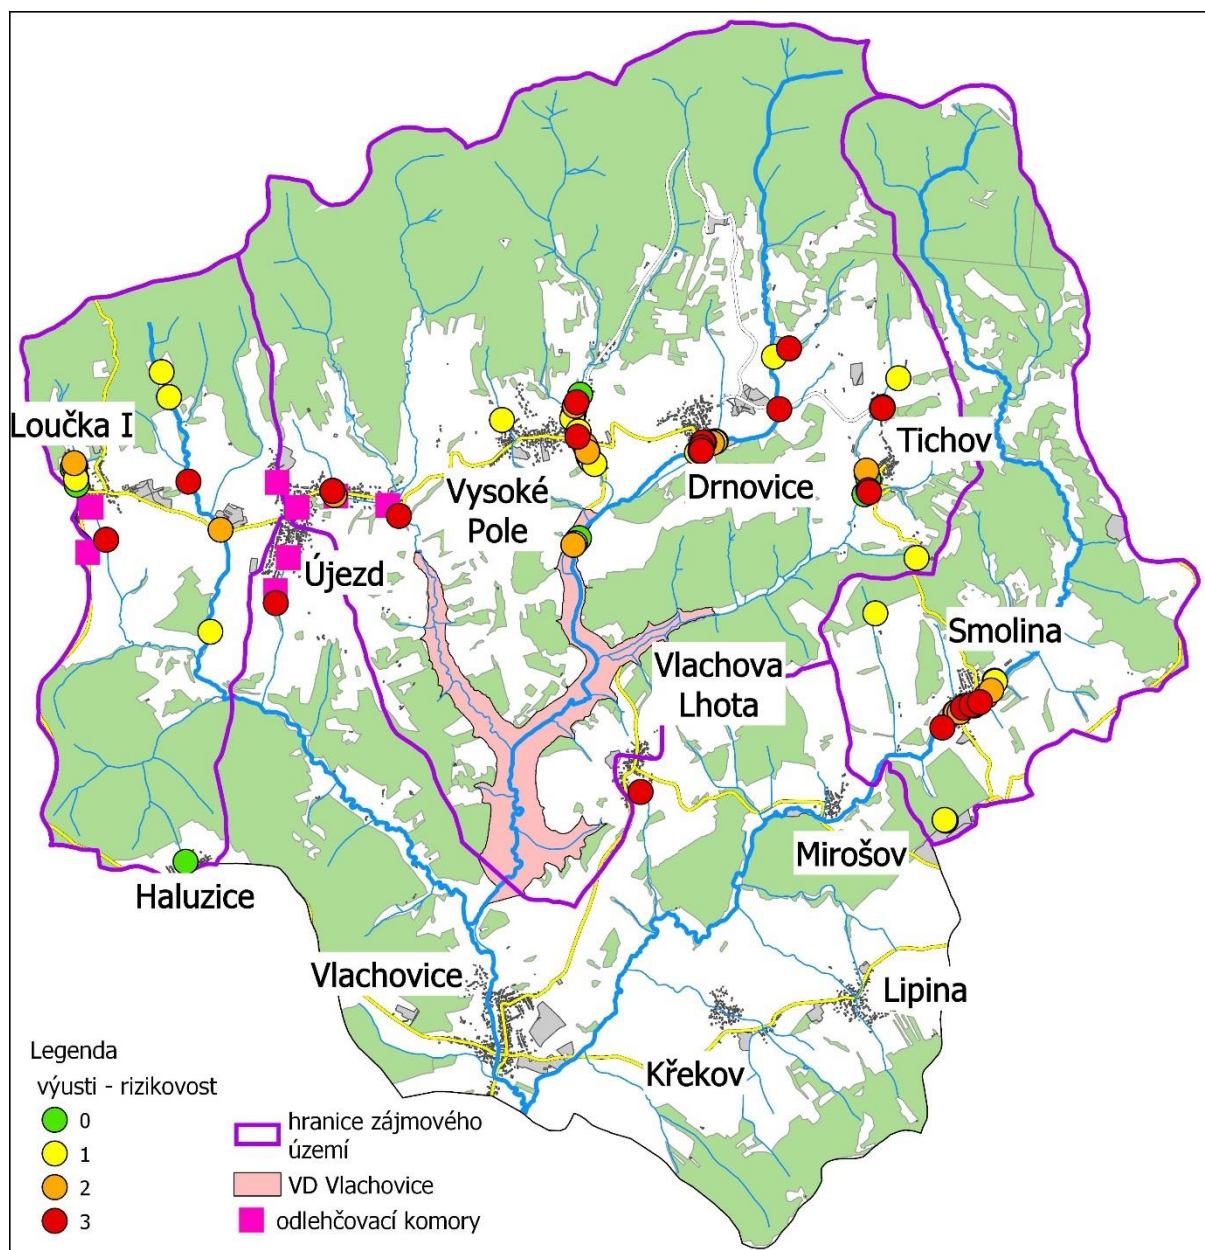 Loučka I
Tichov
Vysoké
Pole
Drnovice
Újezd
Smolina
Vlachova
Lhota
Mirošov
Haluzice
Vlachovice
Lipina
Křekov
Legenda
výusti - rizikovost
0
1
2
3
hranice zájmového
území
VD Vlachovice
odlehčovací komory